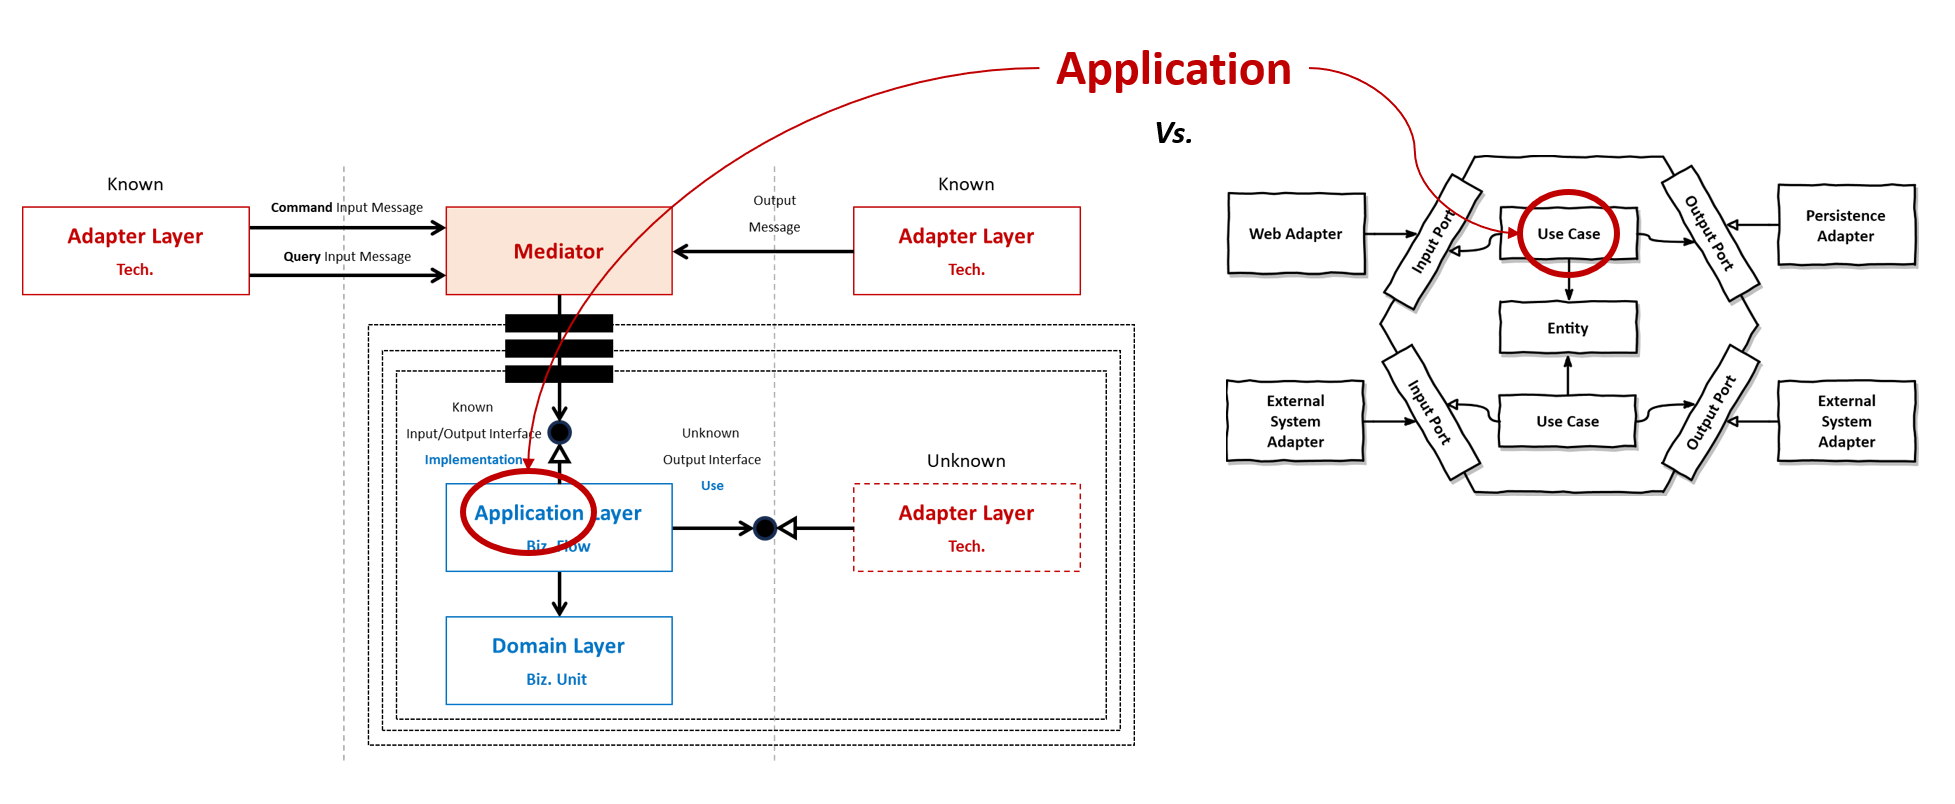 Application
Vs.
Known
Adapter Layer
Tech.
Command Input Message
Query Input Message
Mediator
Output
Message
Known
Adapter Layer
Tech.
Known
Input/Output Interface
Implementation
Application Layer
Biz. Flow
Unknown
Output Interface
Use
Unknown
Adapter Layer
Tech.
Domain Layer
Biz. Unit
Web Adapter
Input Port
Use Case
Output Port
Persistence
Adapter
Entity
External
System
Adapter
Input Port
Use Case
Output Port
External
System
Adapter